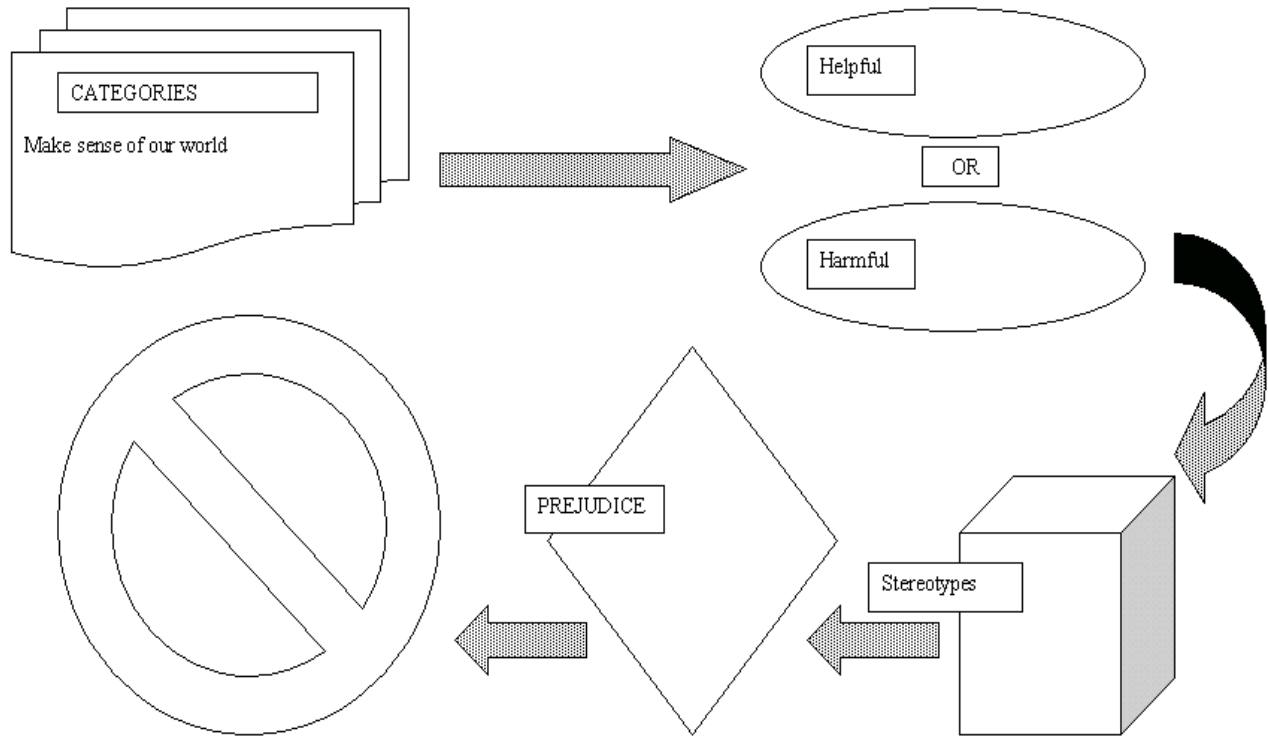 CATEGORIES
Make sense of our world
Helpful
OR
Harmful
Stereotypes
PREJUDICE